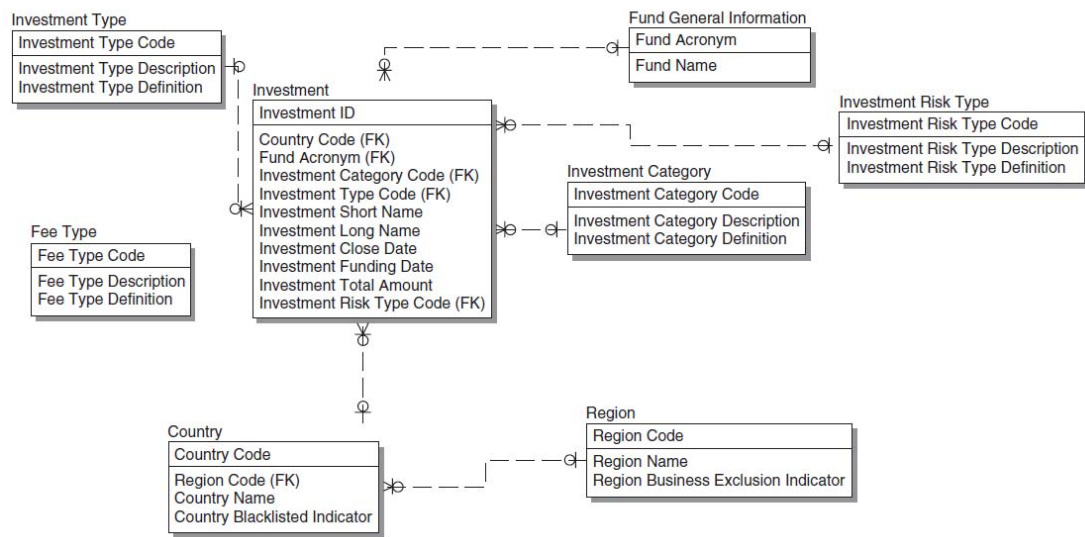 Investment Type
Investment Type Code
Investment Type Description
Investment Type Definition
Fund General Information
Fund Acronym
Fund Name
Investment
Investment ID
Country Code (FK)
Fund Acronym (FK)
Investment Category Code (FK)
Investment Type Code (FK)
Investment Short Name
Investment Long Name
Investment Close Date
Investment Funding Date
Investment Total Amount
Investment Risk Type Code (FK)
Investment Risk Type
Investment Risk Type Code
Investment Risk Type Description
Investment Risk Type Definition
Investment Category
Investment Category Code
Investment Category Description
Investment Category Definition
Fee Type
Fee Type Code
Fee Type Description
Fee Type Definition
Country
Country Code
Region Code (FK)
Country Name
Country Blacklisted Indicator
Region
Region Code
Region Name
Region Business Exclusion Indicator